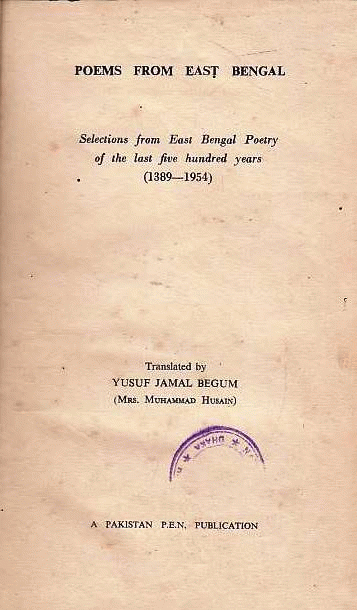 POEMS FROM EAST BENGAL
Selections from East Bengal Poetry
of the last five hundred years
(1389—1954)
Translated by
YUSUF JAMAL BEGUM
(MRS. MUHAMMAD HUSAIN)
DHAKA
A PAKISTAN P.E.N. PUBLICATION